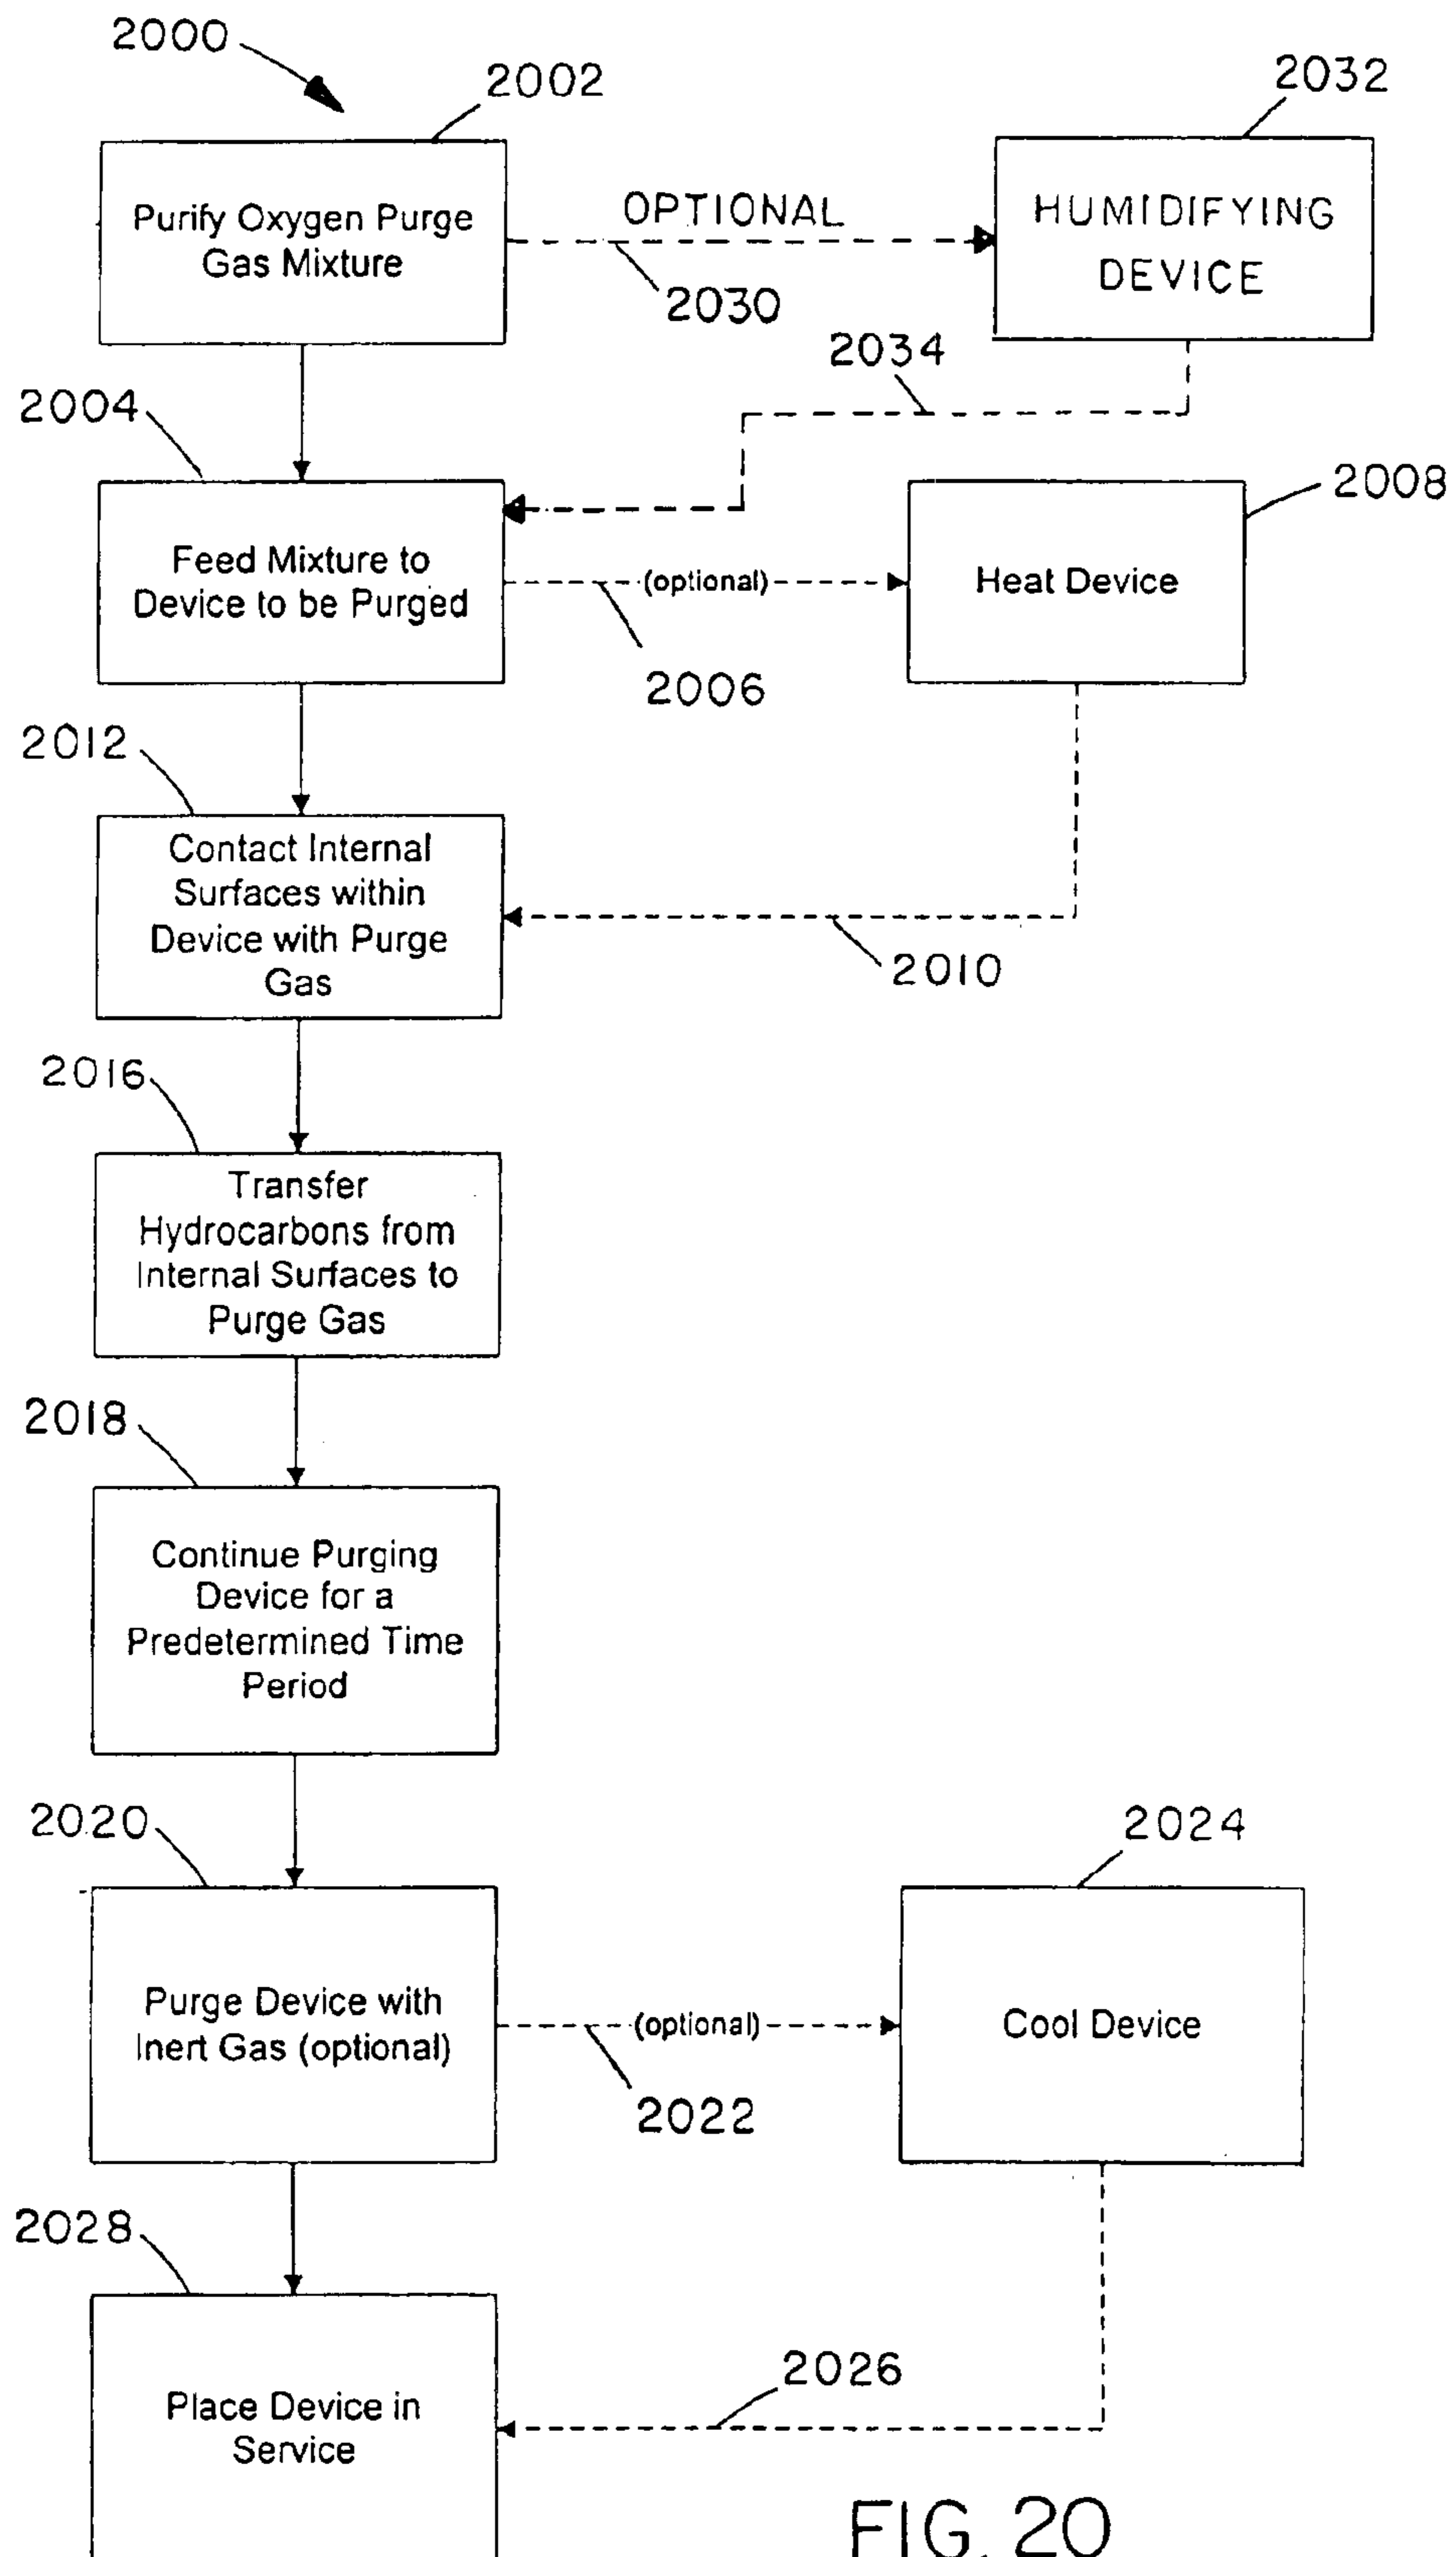 2000
2002
2032
Purify Oxygen Purge
Gas Mixture
OPTIONAL
HUMIDIFYING
DEVICE
2030
2034
2004
2008
Feed Mixture to
Device to be Purged
(optional)
Heat Device
2006
2012
Contact Internal
Surfaces within
Device with Purge
Gas
2010
2016
Transfer
Hydrocarbons from
Internal Surfaces to
Purge Gas
2018
Continue Purging
Device for a
Predetermined Time
Period
2020
2024
Purge Device with
Inert Gas (optional)
(optional)
Cool Device
2022
2028
2026
Place Device in
Service
FIG. 20